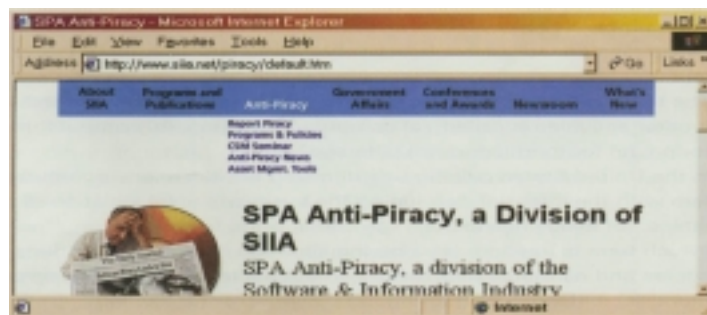 SPA Anti-Piracy - Microsoft Internet Explorer
File Edit View Favorites Tools Help
Address http://www.siia.net/piracy/default.htm Go Links
About SIIA Programs and Publications Anti-Piracy Government Affairs Conferences and Awards Newsroom What's New
Report Piracy
Programs & Policies
CSM Seminar
Anti-Piracy News
Asset Mgmt. Tools
SPA Anti-Piracy, a Division of
SIIA
SPA Anti-Piracy, a division of the
Software & Information Industry
Internet